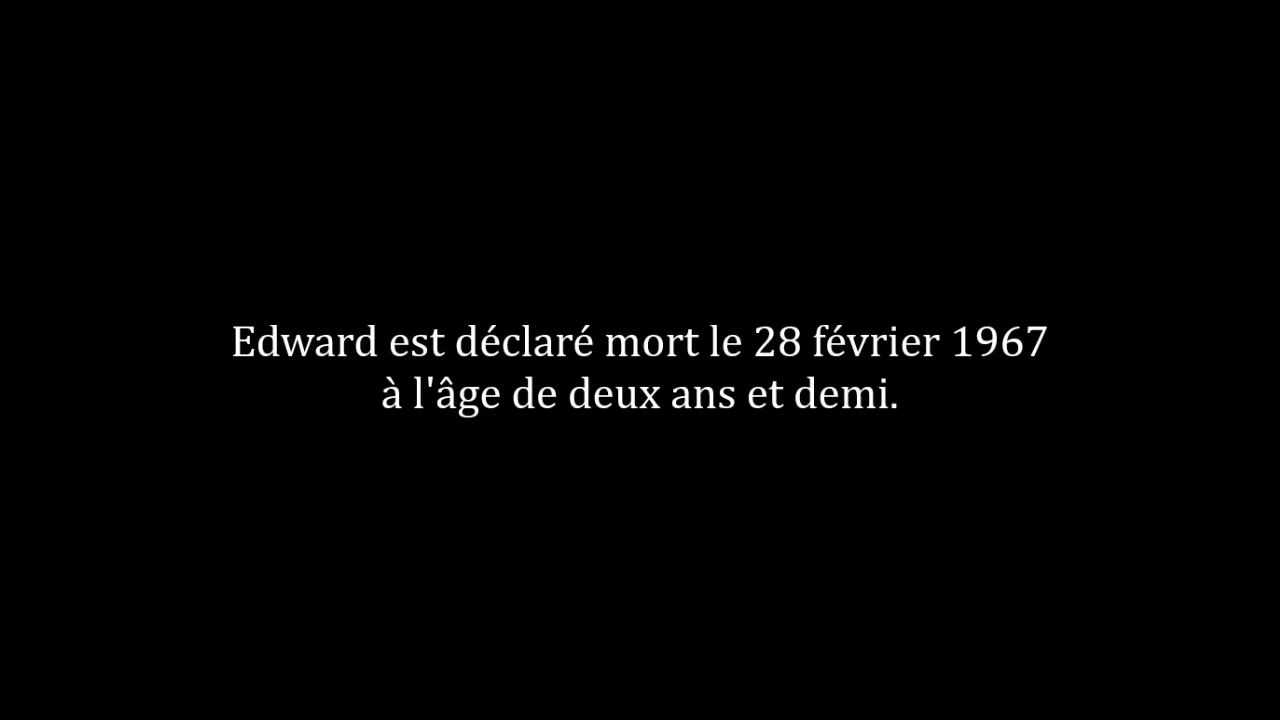 Edward est déclaré mort le 28 février 1967
à l'âge de deux ans et demi.